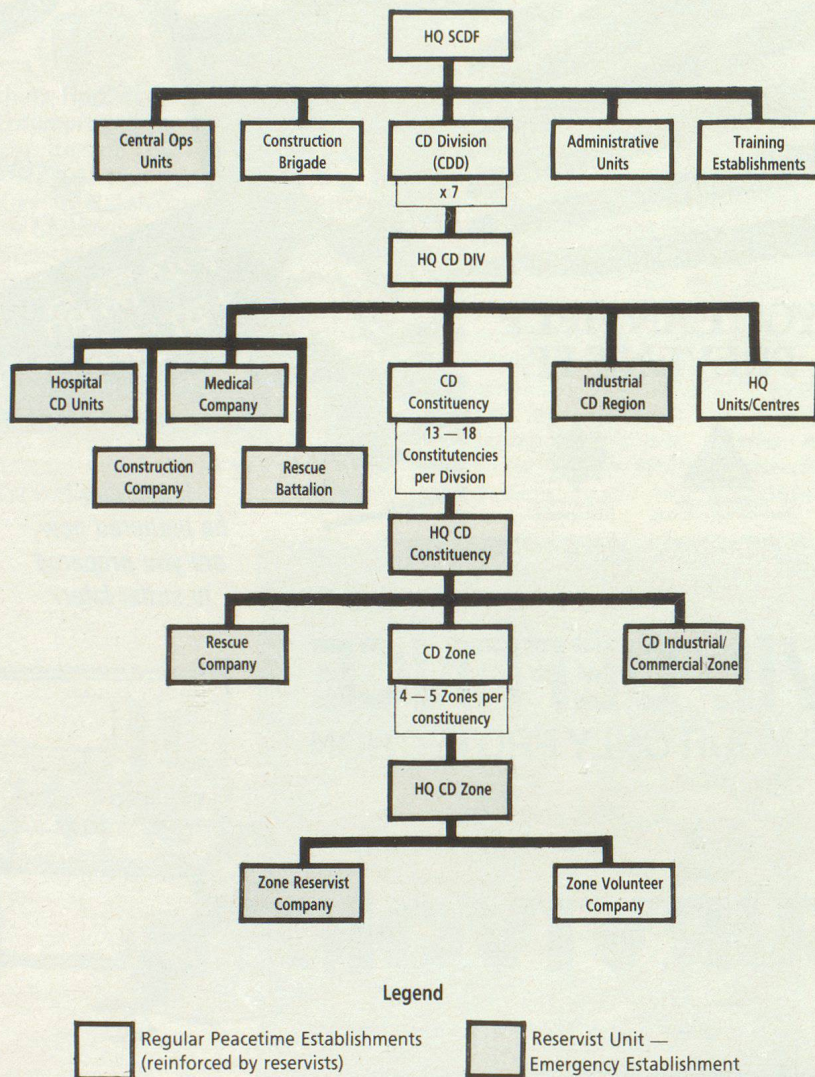 HQ SCDF
Central Ops
Units
Construction
Brigade
CD Division
(CDD)
Administrative
Units
Training
Establishments
x 7
HQ CD DIV
Hospital
CD Units
Medical
Company
CD
Constituency
Industrial
CD Region
HQ
Units/Centres
Construction
Company
Rescue
Battalion
13 — 18
Constitutencies
per Divsion
HQ CD
Constituency
Rescue
Company
CD Zone
CD Industrial/
Commercial Zone
4 — 5 Zones per
constituency
HQ CD Zone
Zone Reservist
Company
Zone Volunteer
Company
Legend
Regular Peacetime Establishments
(reinforced by reservists)
Reservist Unit —
Emergency Establishment